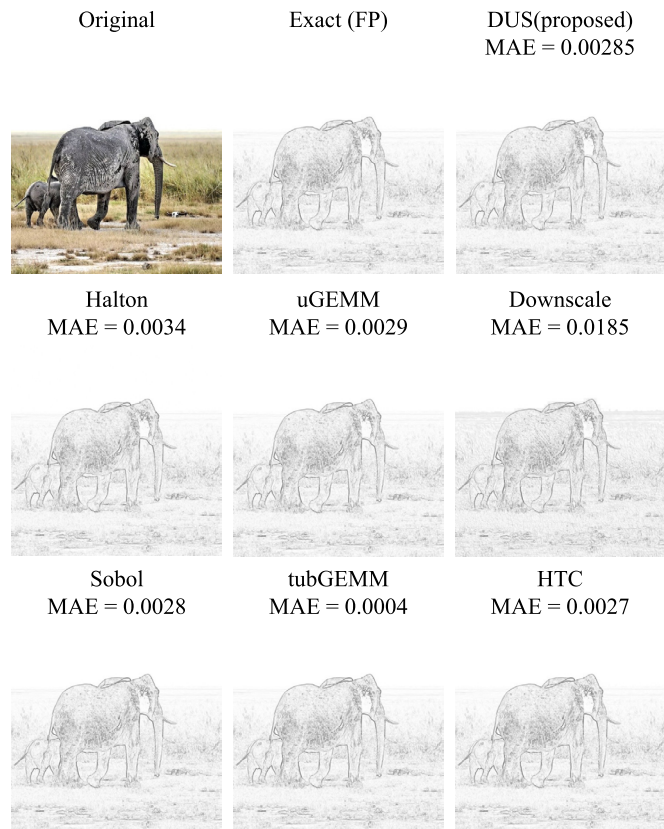 Original
Exact (FP)
DUS(proposed)
MAE = 0.00285
Halton
MAE = 0.0034
uGEMM
MAE = 0.0029
Downscale
MAE = 0.0185
Sobol
MAE = 0.0028
tubGEMM
MAE = 0.0004
HTC
MAE = 0.0027